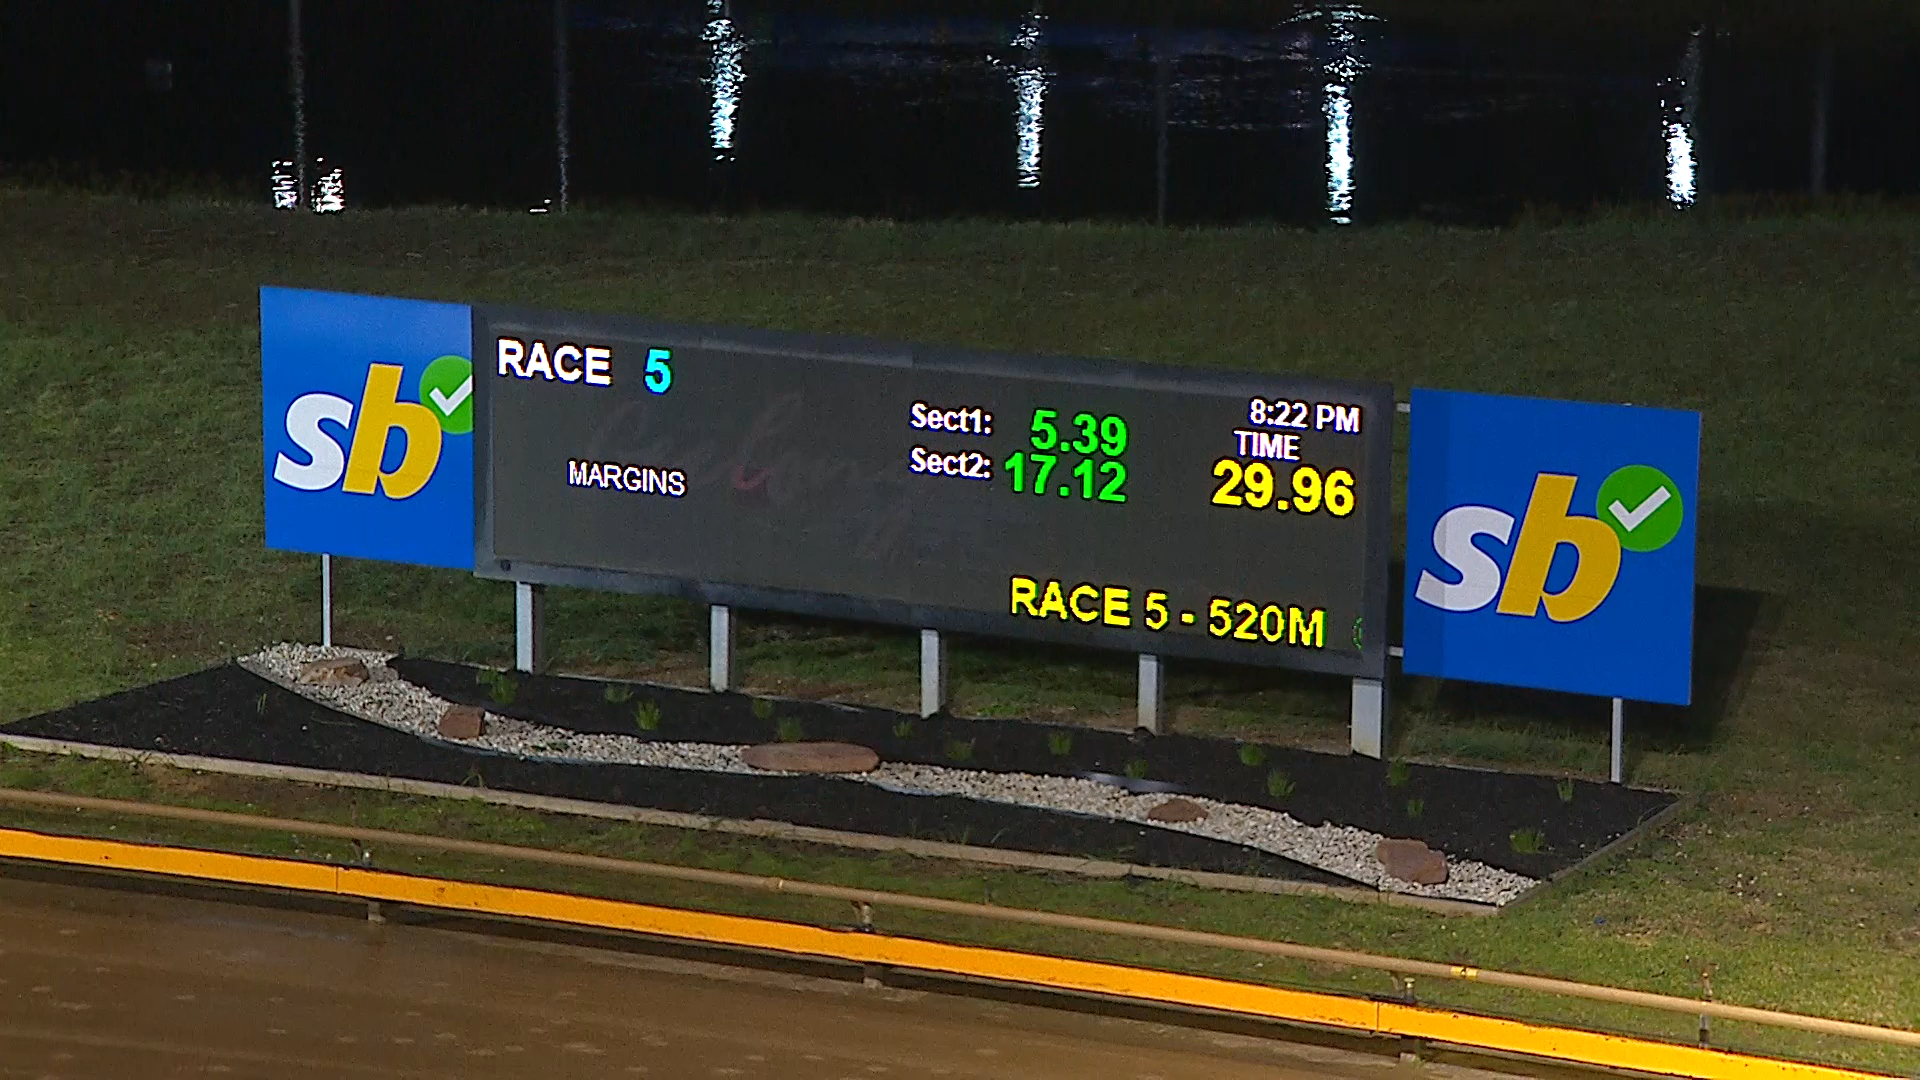 sb
RACE 5
8:22 PM
Sect1: 5.39
TIME
Sect2: 17.12
29.96
MARGINS
RACE 5 - 520M
sb